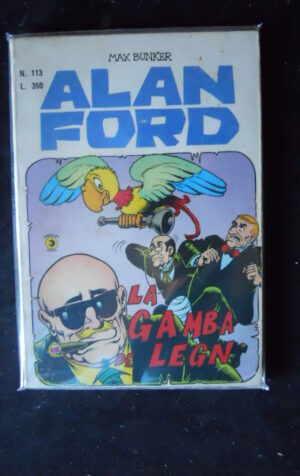 MAX BUNKER
N. 113
L. 350
ALAN
FORD
LA
GAMBA
DE
LEGN